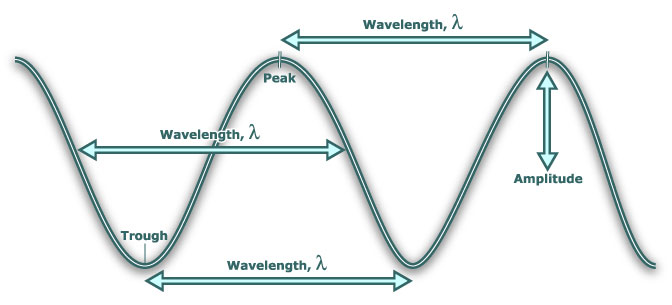 Wavelength, λ
Peak
Wavelength, λ
Amplitude
Trough
Wavelength, λ